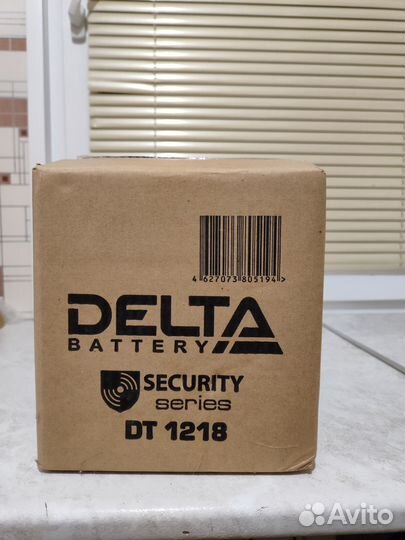 4 627073 805194 >
DELTA
BATTERY
SECURITY
series
DT 1218
Avito